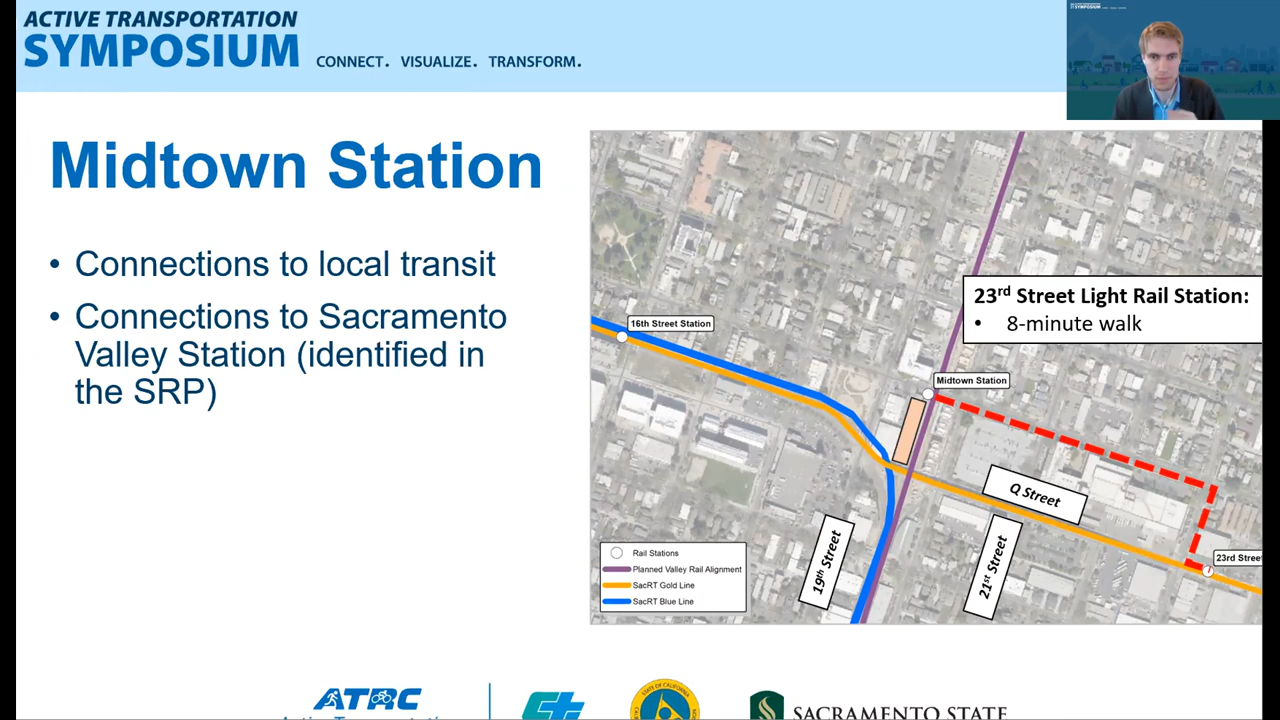 ACTIVE TRANSPORTATION
SYMPOSIUM
CONNECT. VISUALIZE. TRANSFORM.
Midtown Station
• Connections to local transit
• Connections to Sacramento
Valley Station (identified in
the SRP)
23rd Street Light Rail Station:
• 8-minute walk
16th Street Station
Midtown Station
Q Street
19th Street
21st Street
23rd Street
Rail Stations
Planned Valley Rail Alignment
SacRT Gold Line
SacRT Blue Line
ATRC
Active Transportation
SACRAMENTO STATE